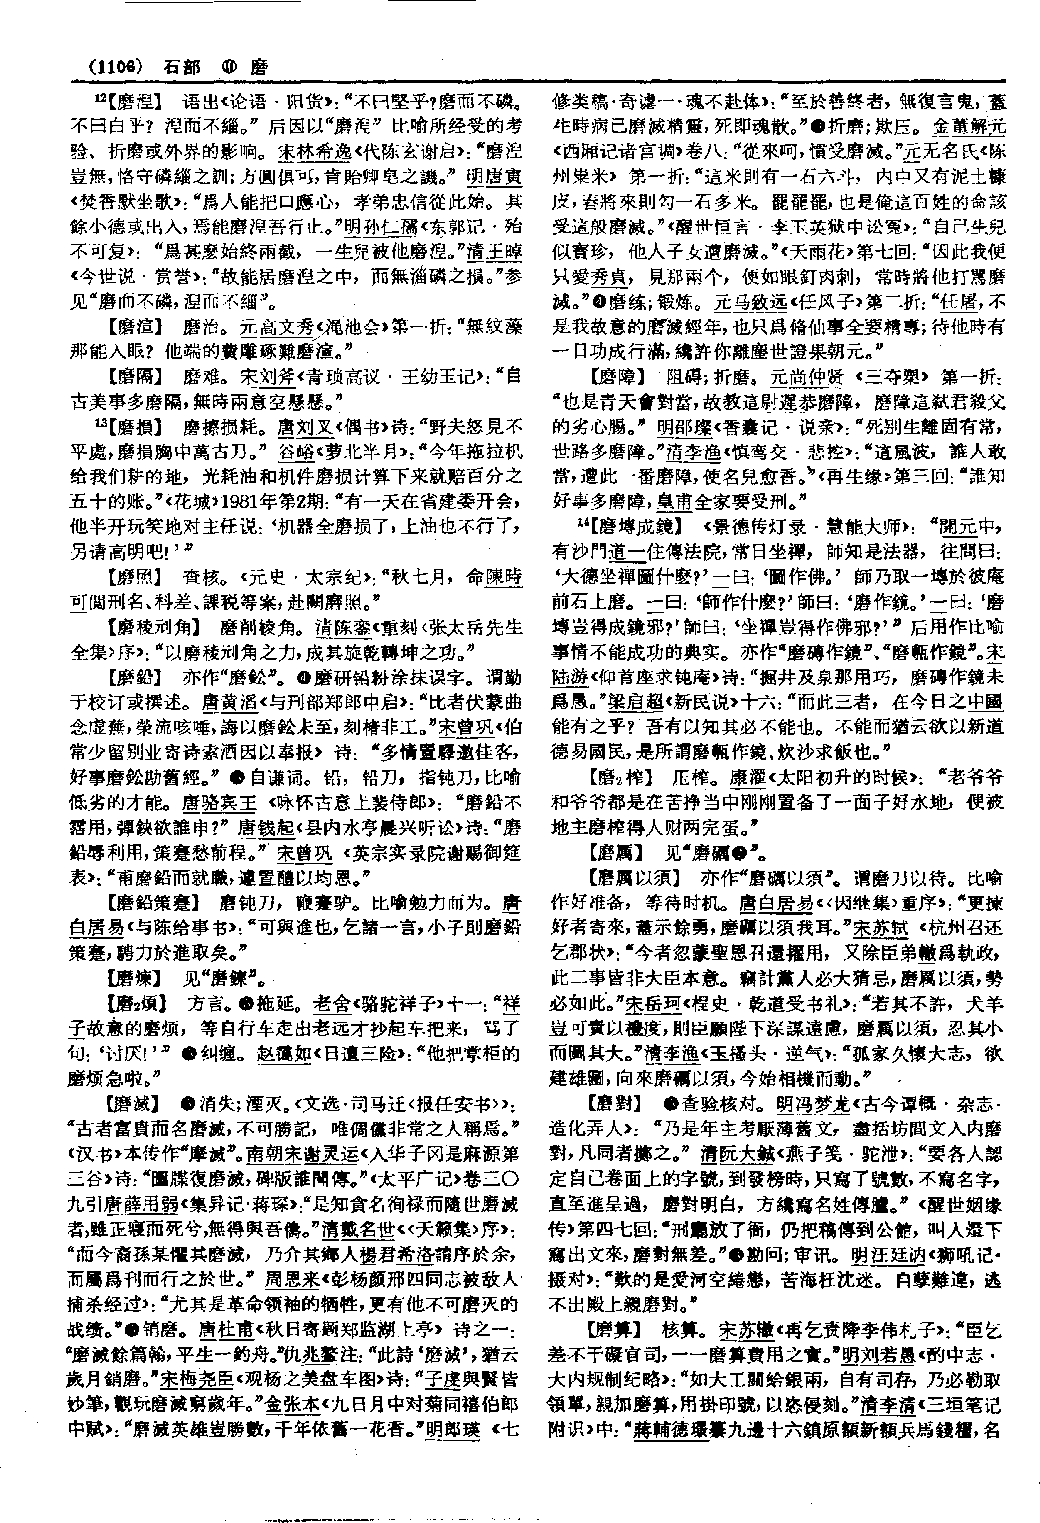 (1106) 石部 ⑪ 磨
12【磨涅】 语出《论语·阳货》：“不曰堅乎?磨而不磷。
不曰白乎? 涅而不緇。” 后因以“磨涅” 比喻所经受的考
验、折磨或外界的影响。 宋林希逸《代陈玄谢启》：“磨涅
豈無，恪守磷緇之訓；方圓俱可，肯貽卿皂之譏。” 明唐寅
《焚香默坐歌》：“爲人能把口應心， 孝弟忠信從此始。 其
餘小德或出入，焉能磨涅吾行止。”明孙仁孺《东郭记·殆
不可复》： “爲甚麽始終兩截， 一生兒被他磨涅。”清王晫
《今世说·赏誉》：“故能居磨涅之中， 而無淄磷之損。”参
见“磨而不磷，涅而不緇”。
【磨渲】 磨治。元高文秀《渑池会》第一折：“無紋藻
那能入眼? 他端的費雕琢難磨渲。”
【磨隔】 磨难。宋刘斧《青琐高议·王幼玉记》：“自
古美事多磨隔，無時兩意空懸懸。”
13【磨損】 磨擦损耗。唐刘叉《偶书》诗：“野夫怒見不
平處，磨損胸中萬古刀。” 谷峪《萝北半月》：“今年拖拉机
给我们耕的地， 光耗油和机件磨损计算下来就赔百分之
五十的账。”《花城》1981年第2期：“有一天在省建委开会，
他半开玩笑地对主任说：‘机器全磨损了，上油也不行了，
另请高明吧!’”
【磨照】 查核。《元史·太宗纪》：“秋七月， 命陳時
可閱刑名、科差、課税等案，赴闕磨照。”
【磨稜刓角】 磨削棱角。清陈銮《重刻〈张太岳先生
全集〉序》：“以磨稜刓角之力，成其旋乾轉坤之功。”
【磨鉛】 亦作“磨鈆”。❶磨研铅粉涂抹误字。谓勤
于校订或撰述。 唐黄滔《与刑部郑郎中启》：“比者伏蒙曲
念虚蕪，榮流咳唾，誨以磨鈆未至，刻楮非工。”宋曾巩《伯
常少留别业寄诗索酒因以奉报》 诗： “多情置驛邀佳客，
好事磨鈆勘舊經。” ❷自谦词。 铅， 铅刀， 指钝刀，比喻
低劣的才能。 唐骆宾王 《咏怀古意上裴侍郎》： “磨鉛不
霑用，彈鋏欲誰申?” 唐钱起《县内水亭晨兴听讼》诗：“磨
鉛辱利用，策蹇愁前程。” 宋曾巩 《英宗实录院谢赐御筵
表》：“甫磨鉛而就職，遽置醴以均恩。”
【磨鉛策蹇】 磨钝刀， 鞭蹇驴。比喻勉力而为。 唐
白居易《与陈给事书》：“可與進也，乞諸一言，小子則磨鉛
策蹇，騁力於進取矣。”
【磨煉】 见“磨鍊”。
【磨₂煩】 方言。❶拖延。 老舍《骆驼祥子》十一：“祥
子故意的磨烦， 等自行车走出老远才抄起车把来， 骂了
句：‘讨厌!’” ❷纠缠。 赵霭如《日遭三险》：“他把掌柜的
磨烦急啦。”
【磨滅】 ❶消失；湮灭。《文选·司马迁〈报任安书〉》：
“古者富貴而名磨滅，不可勝記， 唯倜儻非常之人稱焉。”
《汉书》本传作“摩滅”。南朝宋谢灵运《入华子冈是麻源第
三谷》诗：“圖牒復磨滅，碑版誰聞傳。”《太平广记》卷三〇
九引唐薛用弱《集异记·蒋琛》：“是知貪名徇禄而隨世磨滅
者，雖正寢而死兮，無得與吾儔。”清戴名世《〈天籁集〉序》：
“而今裔孫某懼其磨滅， 乃介其鄉人楊君希洛請序於余，
而屬爲刊而行之於世。” 周恩来《彭杨颜邢四同志被敌人
捕杀经过》：“尤其是革命领袖的牺牲，更有他不可磨灭的
战绩。”❷销磨。 唐杜甫《秋日寄题郑监湖上亭》 诗之一：
“磨滅餘篇翰，平生一釣舟。”仇兆鳌注：“此詩‘磨滅’，猶云
歲月銷磨。”宋梅尧臣《观杨之美盘车图》诗：“子虔與賢皆
妙筆，觀玩磨滅窮歲年。”金张本《九日月中对菊同禧伯郎
中赋》：“磨滅英雄豈勝數，千年依舊一花香。”明郎瑛 《七
修类稿·奇谑一·魂不赴体》：“至於善終者，無復言鬼，蓋
生時病已磨滅精靈，死即魂散。”❸折磨；欺压。 金董解元
《西厢记诸宫调》卷八：“從來呵，慣受磨滅。”元无名氏《陈
州粜米》 第一折：“這米則有一石六斗， 内中又有泥土糠
皮，舂將來則勾一石多米。 罷罷罷，也是俺這百姓的命該
受這般磨滅。”《醒世恒言·李玉英狱中讼冤》：“自己生兒
似寶珍， 他人子女遭磨滅。”《天雨花》第七回：“因此我便
只愛秀貞， 見那兩个， 便如眼釘肉刺， 常時將他打罵磨
滅。”❹磨练；锻炼。 元马致远《任风子》第二折：“任屠，不
是我故意的磨滅經年，也只爲脩仙事全要精專；待他時有
一日功成行滿，纔許你離塵世證果朝元。”
【磨障】 阻碍；折磨。 元尚仲贤 《三夺槊》 第一折：
“也是青天會對當，故教這尉遲恭磨障， 磨障這弑君殺父
的劣心腸。” 明邵璨《香囊记·说亲》：“死别生離固有常，
世路多磨障。”清李渔《慎鸾交·悲控》：“這風波， 誰人敢
當，遭此一番磨障，使名兒愈香。”《再生缘》第三回：“誰知
好事多磨障，皇甫全家要受刑。”
14【磨塼成鏡】 《景德传灯录·慧能大师》： “開元中，
有沙門道一住傳法院，常日坐禪， 師知是法器， 往問曰：
‘大德坐禪圖什麽?’一曰：‘圖作佛。’ 師乃取一塼於彼庵
前石上磨。 一曰：‘師作什麽?’師曰：‘磨作鏡。’一曰：‘磨
塼豈得成鏡邪?’師曰：‘坐禪豈得作佛邪?’” 后用作比喻
事情不能成功的典实。 亦作“磨磚作鏡”、“磨甎作鏡”。宋
陆游《仰首座求钝庵》诗：“掘井及泉那用巧， 磨磚作鏡未
爲愚。”梁启超《新民说》十六：“而此三者， 在今日之中國
能有之乎? 吾有以知其必不能也。 不能而猶云欲以新道
德易國民，是所謂磨甎作鏡、炊沙求飯也。”
【磨₂榨】 压榨。 康濯《太阳初升的时候》： “老爷爷
和爷爷都是在苦挣当中刚刚置备了一面子好水地， 便被
地主磨榨得人财两完蛋。”
【磨厲】 见“磨礪❷”。
【磨厲以須】 亦作“磨礪以須”。谓磨刀以待。 比喻
作好准备， 等待时机。 唐白居易《〈因继集〉重序》：“更揀
好者寄來，蓋示餘勇，磨礪以須我耳。”宋苏轼 《杭州召还
乞郡状》：“今者忽蒙聖恩召還擢用， 又除臣弟轍爲執政，
此二事皆非大臣本意。 竊計黨人必大猜忌，磨厲以須，勢
必如此。”宋岳珂《桯史·乾道受书礼》：“若其不許， 犬羊
豈可責以禮度，則臣願陛下深謀遠慮， 磨厲以須， 忍其小
而圖其大。”清李渔《玉搔头·逆气》：“孤家久懷大志， 欲
建雄圖，向來磨礪以須，今始相機而動。”
【磨對】 ❶查验核对。 明冯梦龙《古今谭概·杂志·
造化弄人》： “乃是年主考厭薄舊文， 盡括坊間文入内磨
對，凡同者擲之。” 清阮大鋮《燕子笺·驼泄》：“要各人認
定自己卷面上的字號，到發榜時，只寫了號數，不寫名字，
直至進呈過， 磨對明白， 方纔寫名姓傳臚。” 《醒世姻缘
传》第四七回：“刑廳放了衙， 仍把稿傳到公館， 叫人燈下
寫出文來，磨對無差。”❷勘问；审讯。 明汪廷讷《狮吼记·
摄对》：“歎的是愛河空綣戀， 苦海枉沈迷。 自孽難逭， 逃
不出殿上親磨對。”
【磨算】 核算。 宋苏辙《再乞责降李伟札子》：“臣乞
差不干礙官司，一一磨算費用之實。”明刘若愚《酌中志·
大内规制纪略》：“如大工關給銀兩， 自有司存， 乃必勒取
領單，親加磨算，用掛印號，以恣侵刻。”清李清《三垣笔记
附识》中：“蔣輔德璟纂九邊十六鎮原額新額兵馬錢糧，名